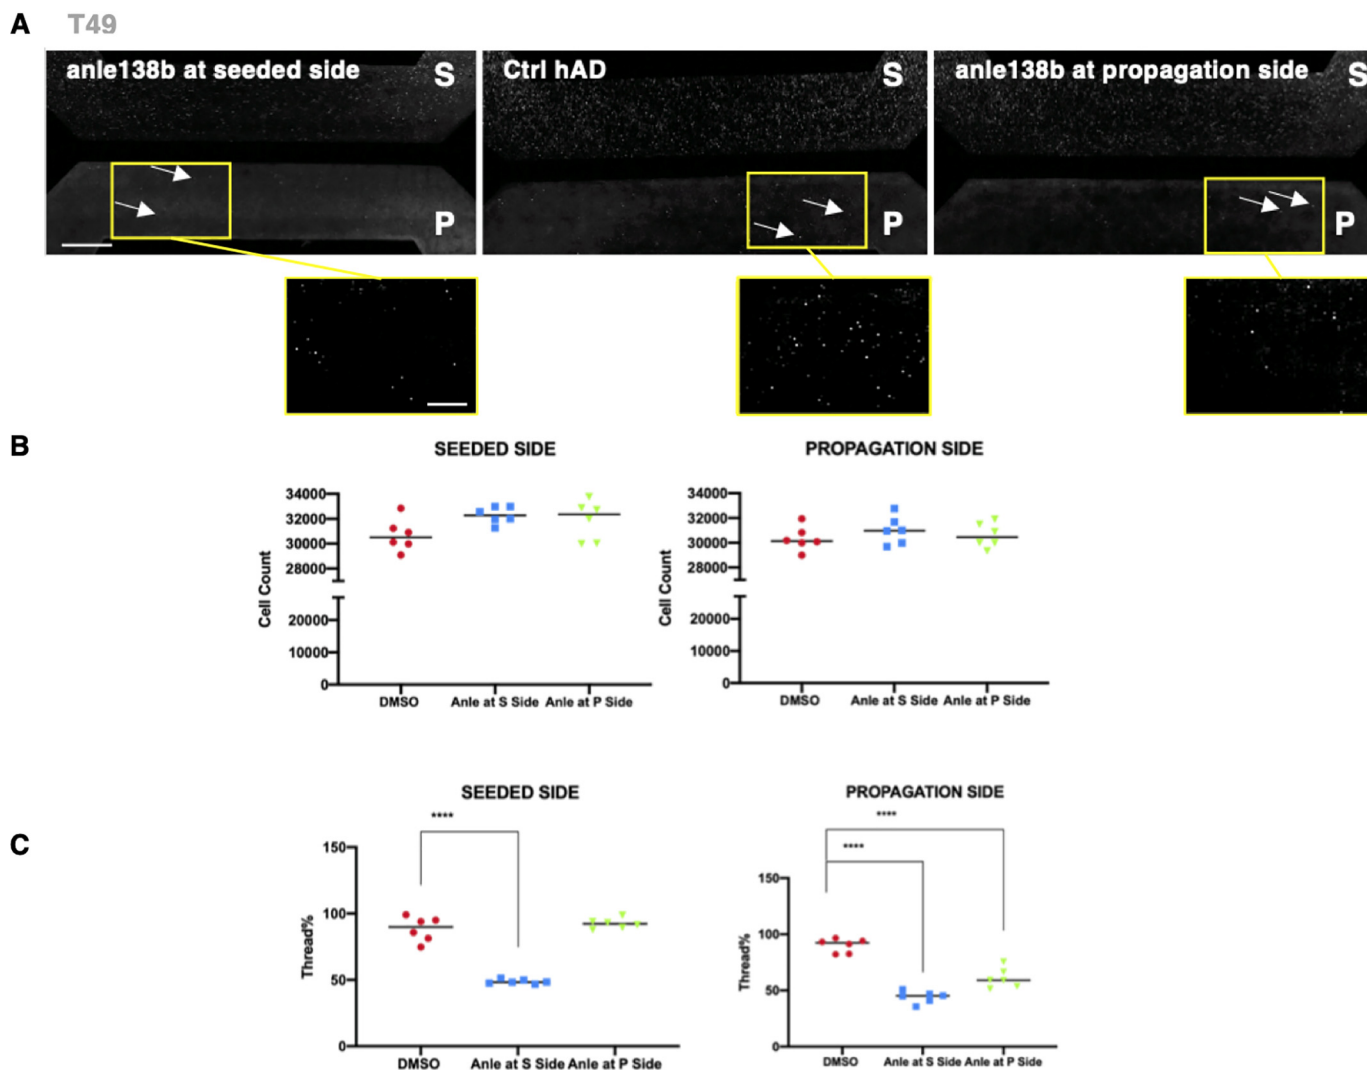 A T49
anle138b at seeded side S
Ctrl hAD S
anle138b at propagation side S
P
P
P
B
SEEDED SIDE
PROPAGATION SIDE
34000
32000
30000
28000
20000
10000
0
Cell Count
DMSO Anle at S Side Anle at P Side
34000
32000
30000
28000
20000
10000
0
Cell Count
DMSO Anle at S Side Anle at P Side
C
SEEDED SIDE
****
150
100
50
0
Thread%
DMSO Anle at S Side Anle at P Side
PROPAGATION SIDE
****
****
150
100
50
0
Thread%
DMSO Anle at S Side Anle at P Side